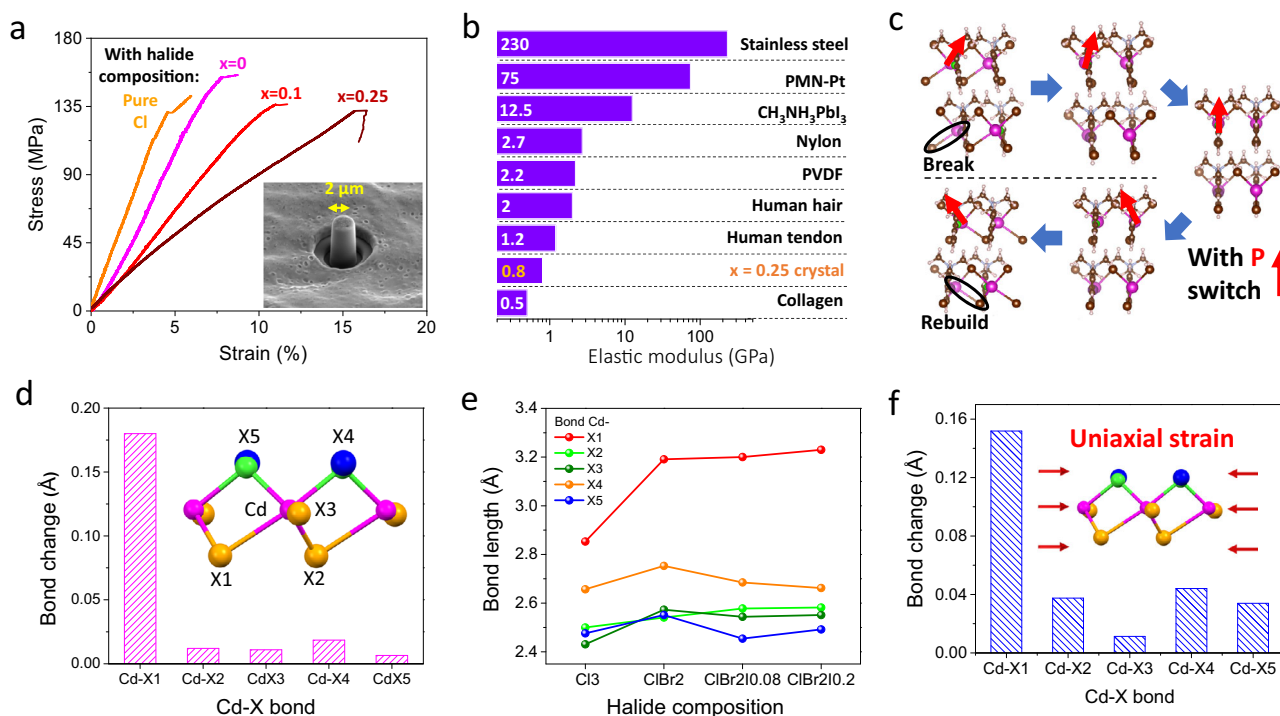 a
180
135
90
45
0
Stress (MPa)
With halide
composition:
Pure
Cl
x=0
x=0.1
x=0.25
2 μm
0
5
10
15
20
Strain (%)
b
230
Stainless steel
75
PMN-Pt
12.5
CH₃NH₃PbI₃
2.7
Nylon
2.2
PVDF
2
Human hair
1.2
Human tendon
0.8
x = 0.25 crystal
0.5
Collagen
1
10
100
Elastic modulus (GPa)
c
Break
Rebuild
With P
switch
d
0.20
0.15
0.10
0.05
0.00
Bond change (Å)
X5
X4
Cd
X3
X1
X2
Cd-X1
Cd-X2
CdX3
Cd-X4
CdX5
Cd-X bond
e
3.4
3.2
3.0
2.8
2.6
2.4
Bond length (Å)
Bond Cd-
X1
X2
X3
X4
X5
Cl3
ClBr2
ClBr2I0.08
ClBr2I0.2
Halide composition
f
0.16
0.12
0.08
0.04
0.00
Bond change (Å)
Uniaxial strain
Cd-X1
Cd-X2
Cd-X3
Cd-X4
Cd-X5
Cd-X bond